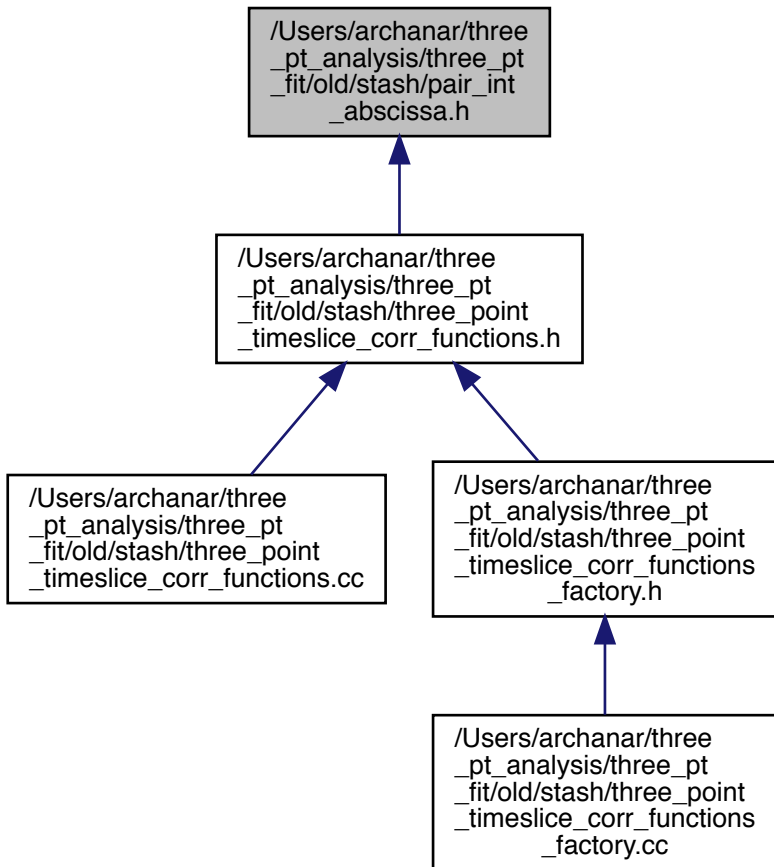 /Users/archanar/three
_pt_analysis/three_pt
_fit/old/stash/pair_int
_abscissa.h
/Users/archanar/three
_pt_analysis/three_pt
_fit/old/stash/three_point
_timeslice_corr_functions.h
/Users/archanar/three
_pt_analysis/three_pt
_fit/old/stash/three_point
_timeslice_corr_functions.cc
/Users/archanar/three
_pt_analysis/three_pt
_fit/old/stash/three_point
_timeslice_corr_functions
_factory.h
/Users/archanar/three
_pt_analysis/three_pt
_fit/old/stash/three_point
_timeslice_corr_functions
_factory.cc